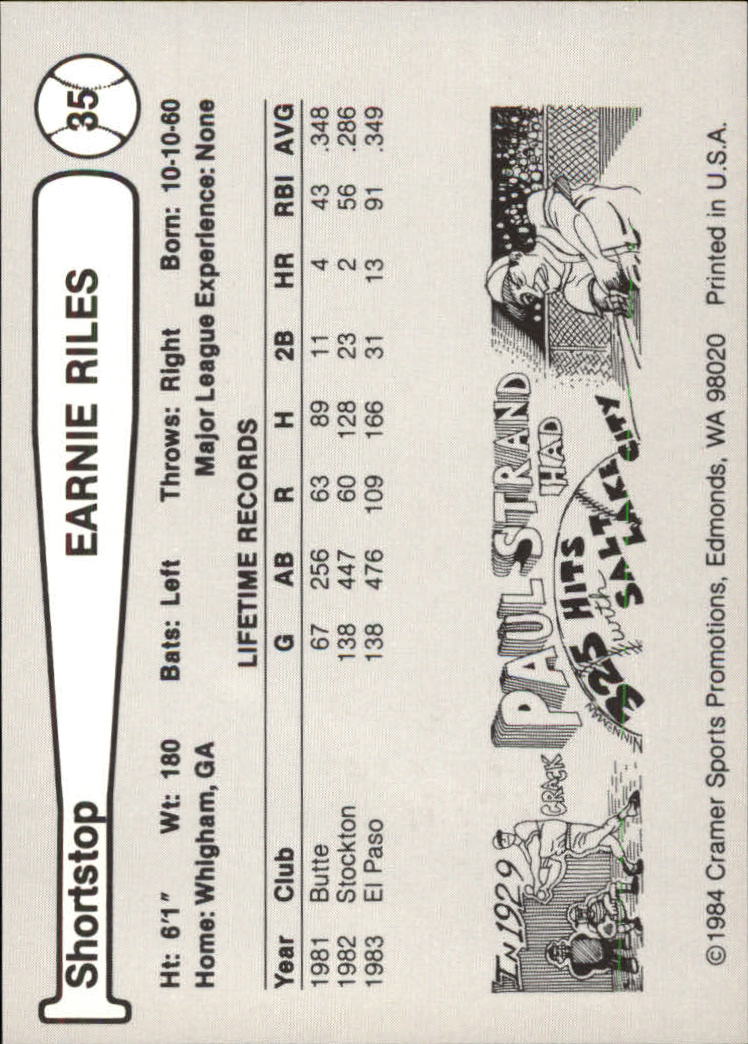 Shortstop EARNIE RILES 35
Ht: 6'1" Wt: 180 Bats: Left Throws: Right Born: 10-10-60
Home: Whigham, GA Major League Experience: None
LIFETIME RECORDS
Year Club G AB R H 2B HR RBI AVG
1981 Butte 67 256 63 89 11 4 43 .348
1982 Stockton 138 447 60 128 23 2 56 .286
1983 El Paso 138 476 109 166 31 13 91 .349
IN 1929
CRACK
PAUL STRAND
HAD
325 HITS
with
SALT
LAKE
CITY
©1984 Cramer Sports Promotions, Edmonds, WA 98020 Printed in U.S.A.